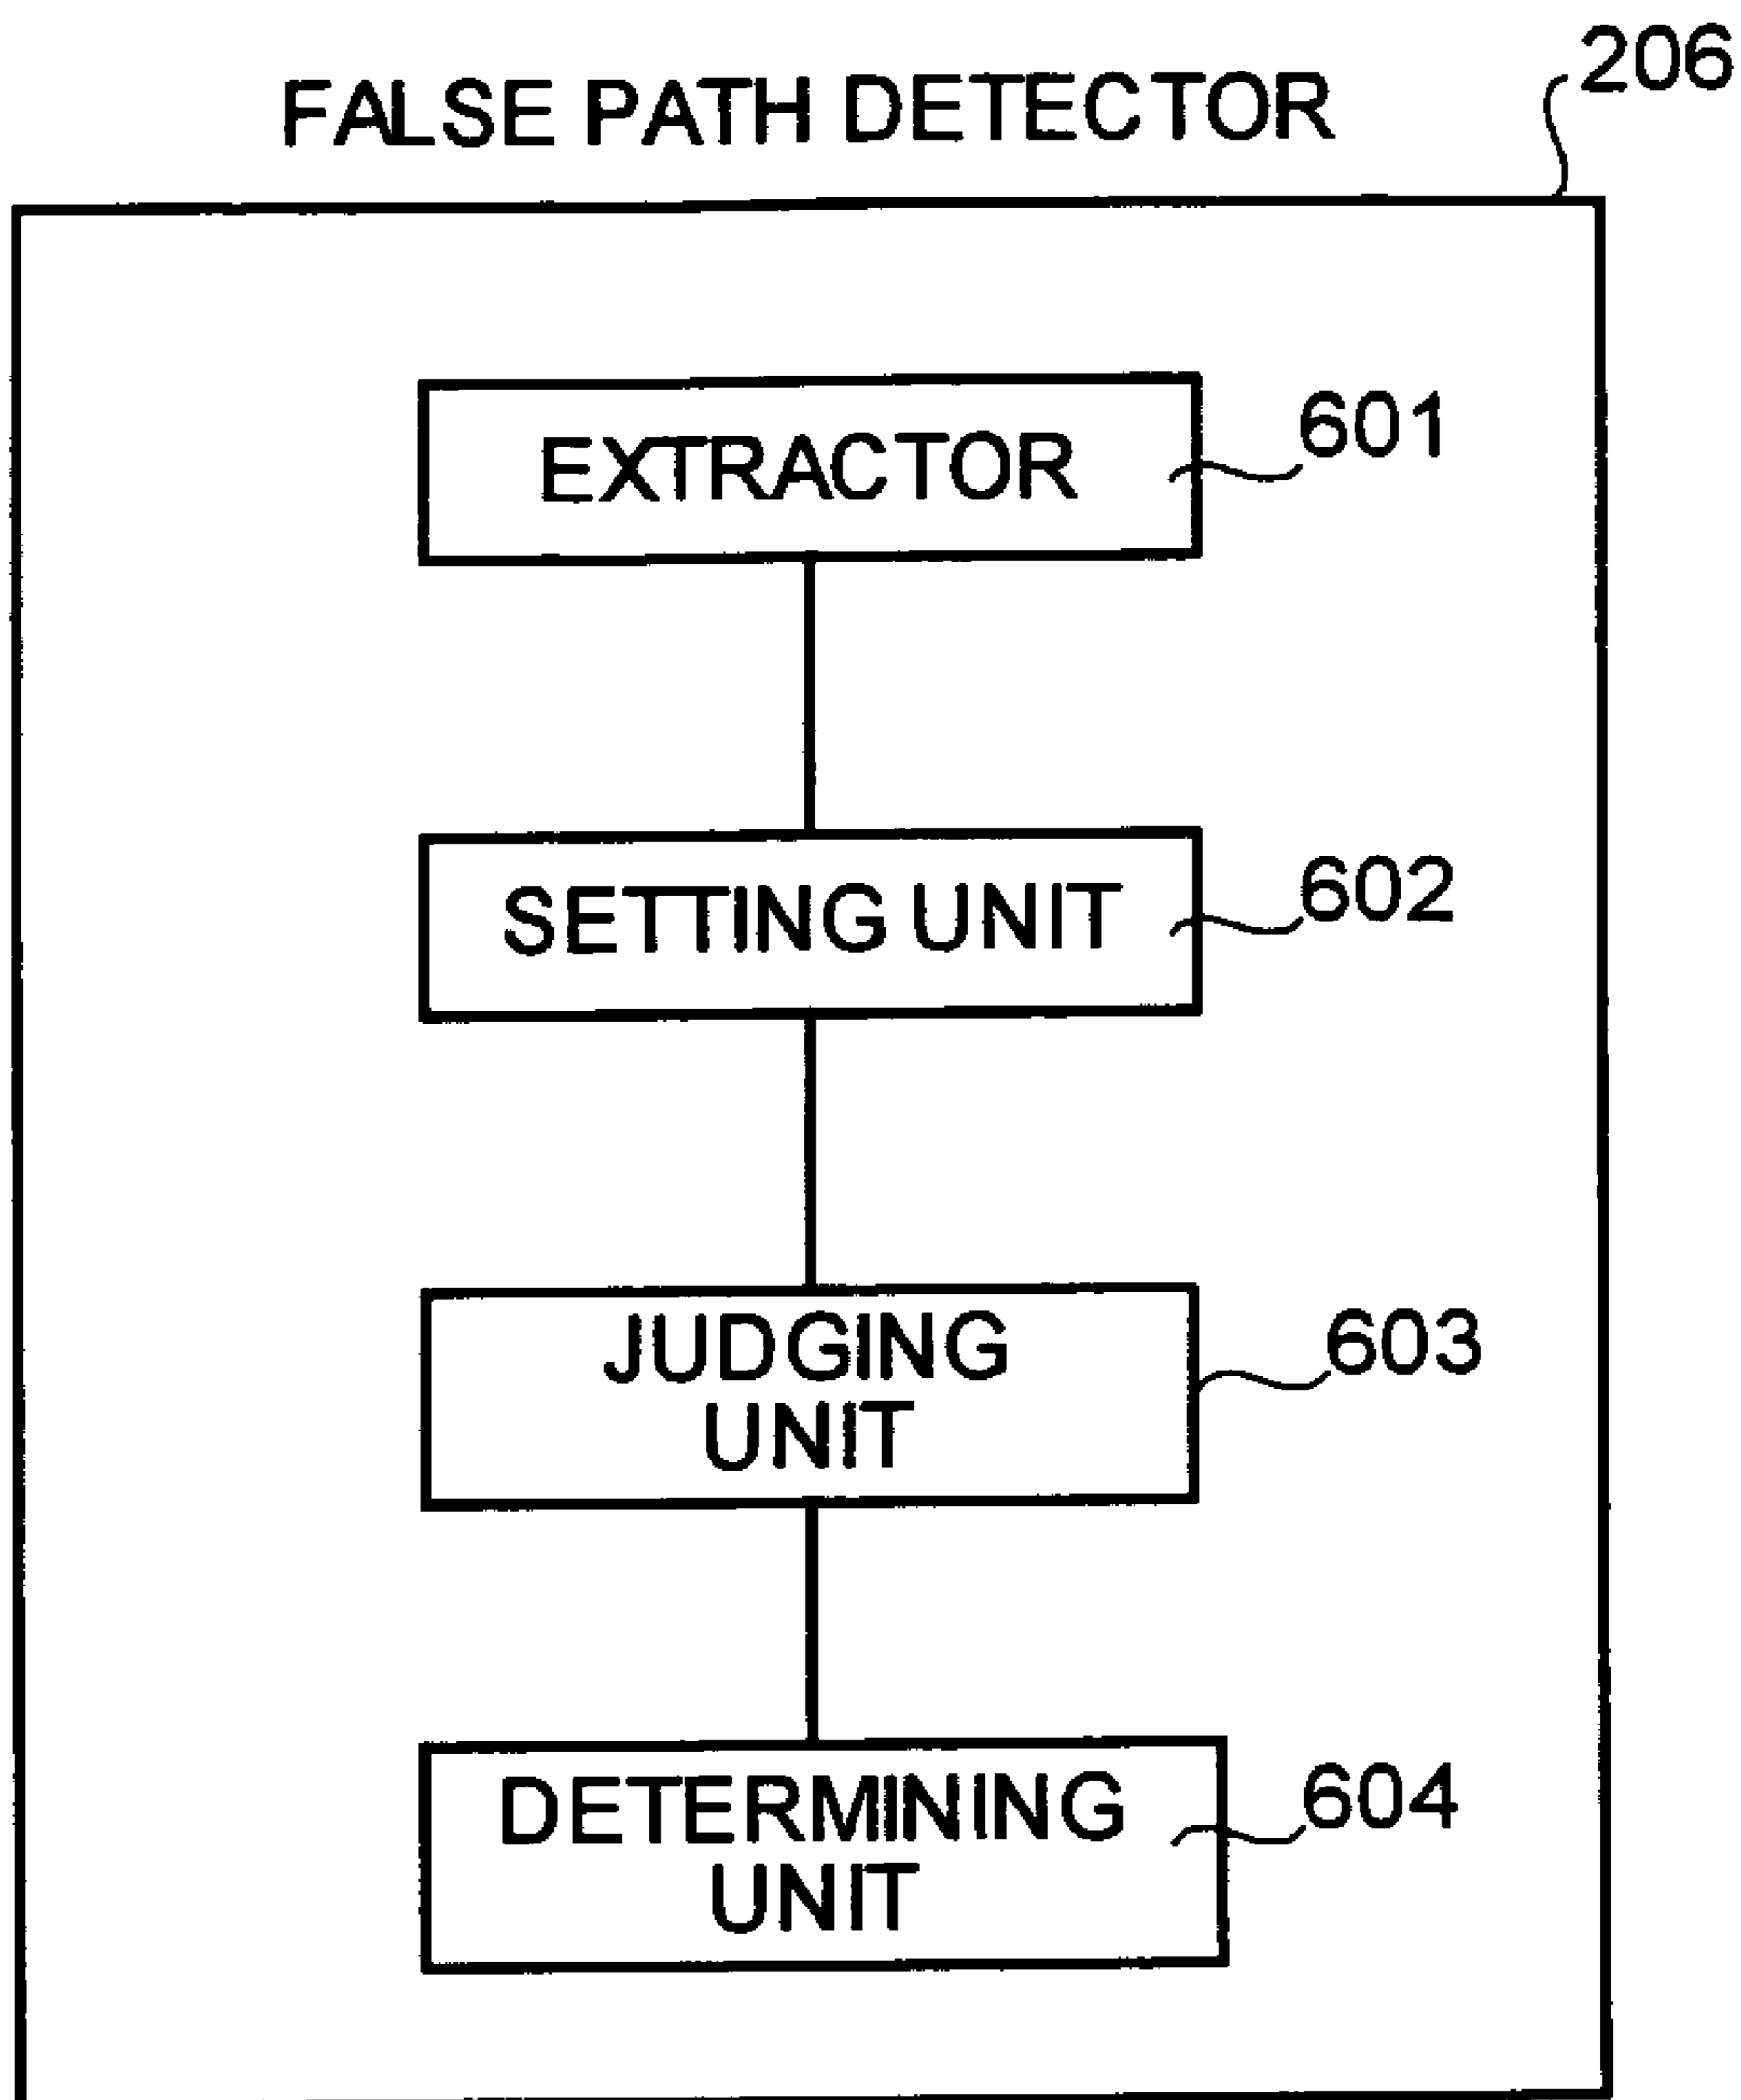 206
FALSE PATH DETECTOR
EXTRACTOR
601
SETTING UNIT
602
JUDGING
UNIT
603
DETERMINING
UNIT
604